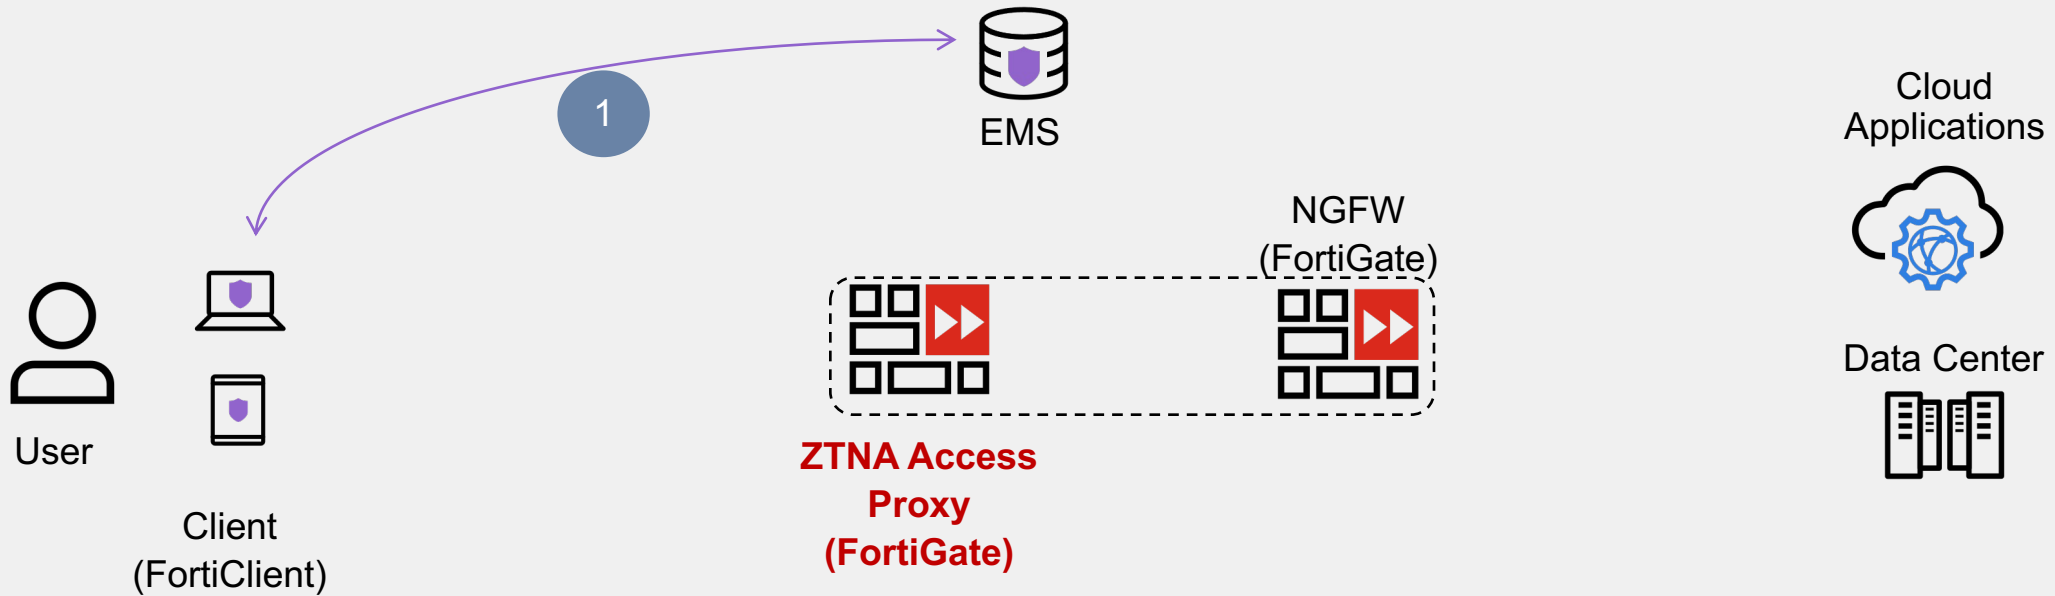 1
EMS
Cloud
Applications
NGFW
(FortiGate)
User
Client
(FortiClient)
ZTNA Access
Proxy
(FortiGate)
Data Center